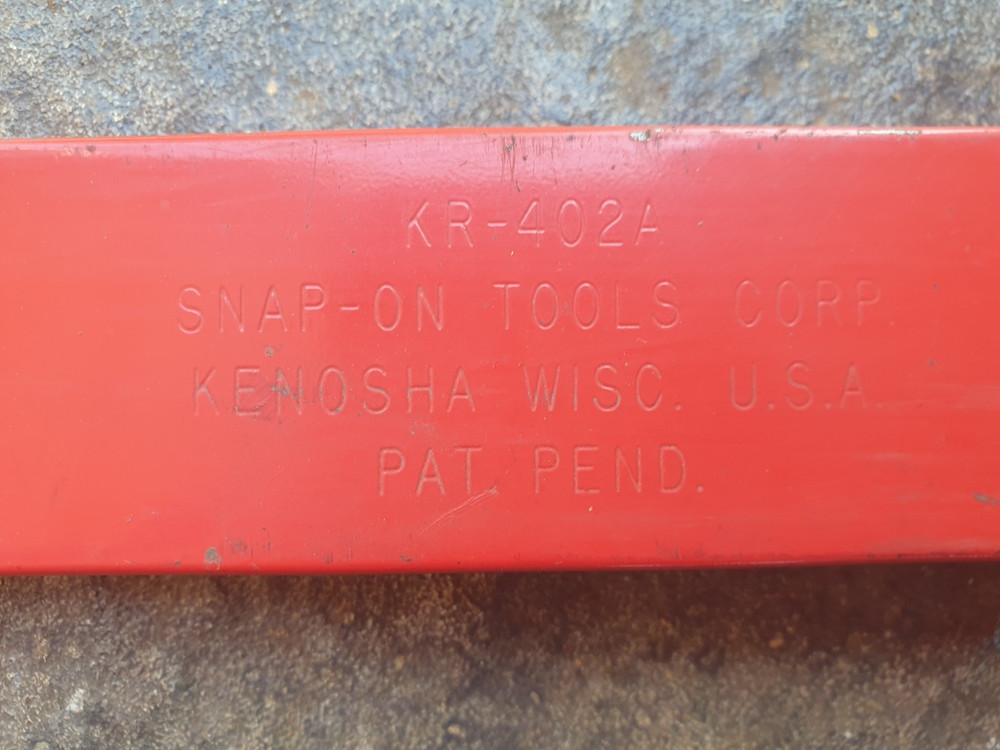 KR-402A
SNAP-ON TOOLS CORP.
KENOSHA WISC. U.S.A.
PAT. PEND.